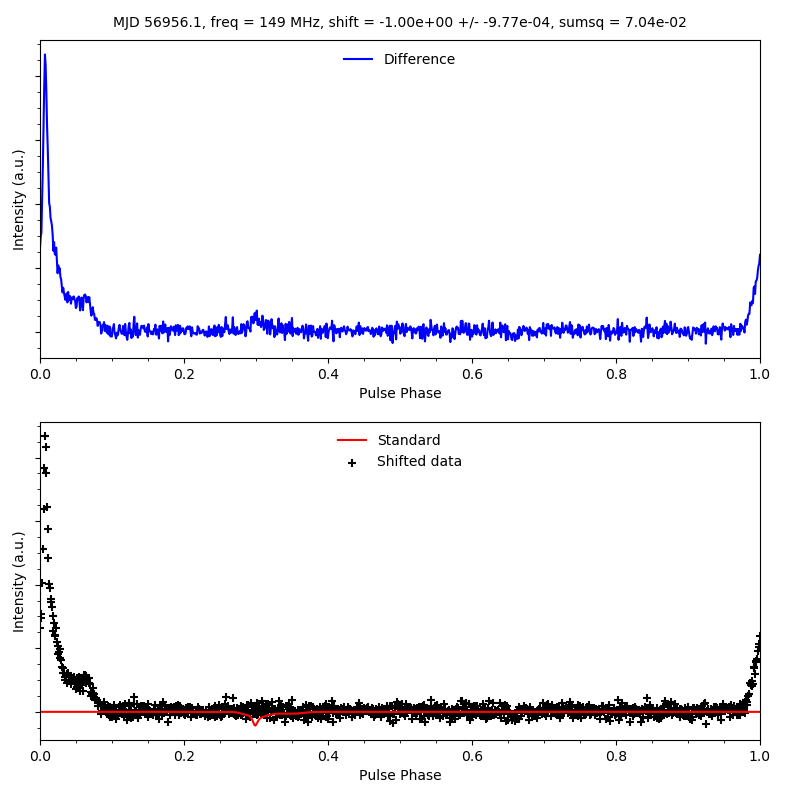 MJD 56956.1, freq = 149 MHz, shift = -1.00e+00 +/- -9.77e-04, sumsq = 7.04e-02
Difference
Intensity (a.u.)
0.0 0.2 0.4 0.6 0.8 1.0
Pulse Phase
Standard
Shifted data
Intensity (a.u.)
0.0 0.2 0.4 0.6 0.8 1.0
Pulse Phase